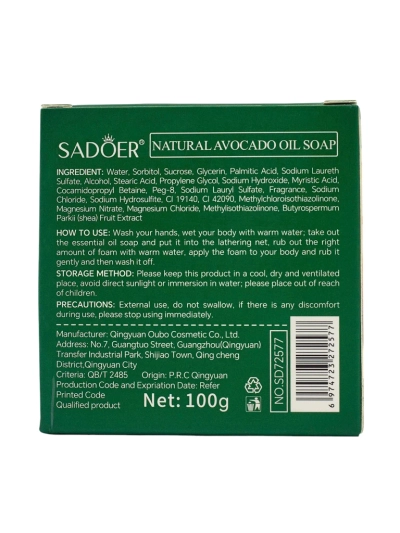 SADOER®
NATURAL AVOCADO OIL SOAP
INGREDIENT: Water, Sorbitol, Sucrose, Glycerin, Palmitic Acid, Sodium Laureth
Sulfate, Alcohol, Stearic Acid, Propylene Glycol, Sodium Hydroxide, Myristic Acid,
Cocamidopropyl Betaine, Peg-8, Sodium Lauryl Sulfate, Fragrance, Sodium
Chloride, Sodium Hydrosulfite, CI 19140, CI 42090, Methylchloroisothiazolinone,
Magnesium Nitrate, Magnesium Chloride, Methylisothiazolinone, Butyrospermum
Parkii (shea) Fruit Extract
HOW TO USE: Wash your hands, wet your body with warm water; take out
the essential oil soap and put it into the lathering net, rub out the right
amount of foam with warm water, apply the foam to your body and rub it
gently and then wash it off.
STORAGE METHOD: Please keep this product in a cool, dry and ventilated
place, avoid direct sunlight or immersion in water; please place out of reach
of children.
PRECAUTIONS: External use, do not swallow, if there is any discomfort
during use, please stop using immediately.
Manufacturer: Qingyuan Oubo Cosmetic Co., Ltd.
Address: No.7, Guangtuo Street, Guangzhou(Qingyuan)
Transfer Industrial Park, Shijiao Town, Qing cheng
District,Qingyuan City
Criteria: QB/T 2485 Origin: P.R.C Qingyuan
Production Code and Expiration Date: Refer
Printed Code
Qualified product
Net: 100g
NO.SD72577
6 974723 272577